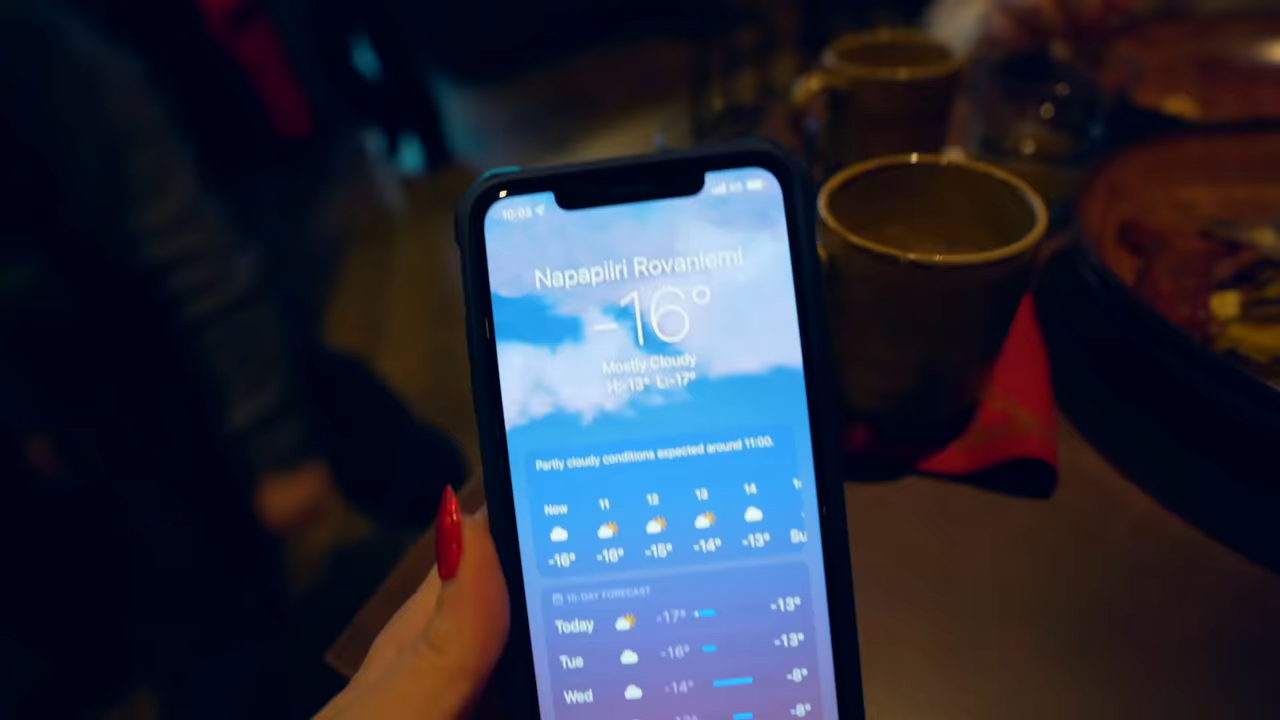 10:03
Napapiiri Rovaniemi
-16°
Mostly Cloudy
H:-13° L:-17°
Partly cloudy conditions expected around 11:00.
Now 11 12 13 14
-16° -16° -15° -14° -13° Su
10-DAY FORECAST
Today -17° -13°
Tue -16° -13°
Wed -14° -8°
-8°